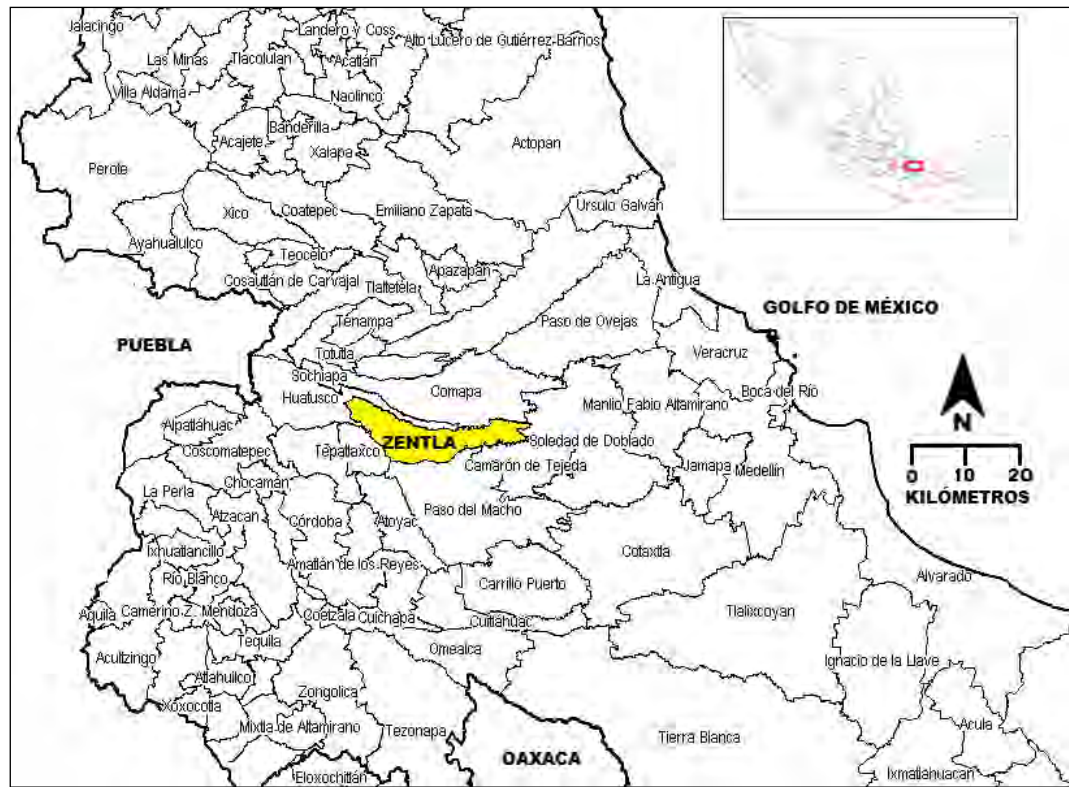 Jalacingo
Landero y Coss
Alto Lucero de Gutiérrez-Barrios
Las Minas
Tlacolulan
Acatlán
Villa Aldama
Naolinco
Banderilla
Acajete
Xalapa
Actopan
Perote
Xico
Coatepec
Emiliano Zapata
Ursulo Galván
Ayahualulco
Teocelo
Apazapan
Cosautlán de Carvajal
Tlaltetela
La Antigua
GOLFO DE MÉXICO
Tenampa
Paso de Ovejas
PUEBLA
Totutla
Veracruz
Sochiapa
Comapa
Boca del Río
Huatusco
Manlio Fabio Altamirano
Alpatláhuac
ZENTLA
Soledad de Doblado
N
Coscomatepec
Tepatlaxco
Camarón de Tejeda
Jamapa
Medellín
0 10 20
KILÓMETROS
Chocamán
La Perla
Atzacan
Córdoba
Atoyac
Paso del Macho
Ixhuatlancillo
Cotaxtla
Amatlán de los Reyes
Río Blanco
Carrillo Puerto
Alvarado
Aquila
Camerino Z. Mendoza
Coetzala
Cuichapa
Cuitláhuac
Tlalixcoyan
Tequila
Omealca
Acultzingo
Ignacio de la Llave
Atlahuilco
Zongolica
Xoxocotla
Mixtla de Altamirano
Tezonapa
Tierra Blanca
Acula
OAXACA
Eloxochitlán
Ixmatlahuacan